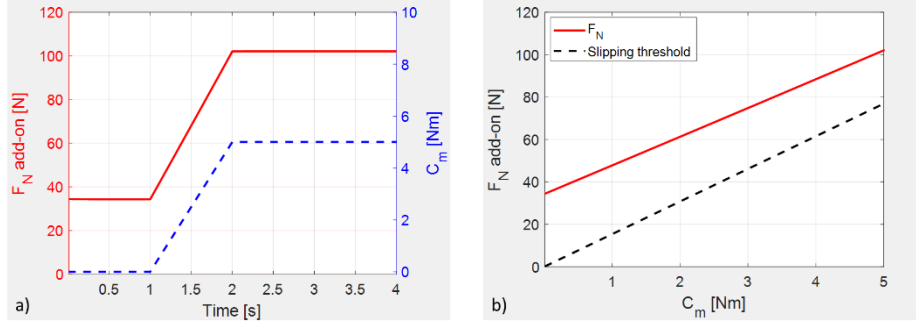 120
100
80
60
40
20
0
F_N add-on [N]
10
8
6
4
2
0
C_m [Nm]
0.5 1 1.5 2 2.5 3 3.5 4
Time [s]
a)
120
100
80
60
40
20
0
F_N add-on [N]
F_N
Slipping threshold
0 1 2 3 4 5
C_m [Nm]
b)